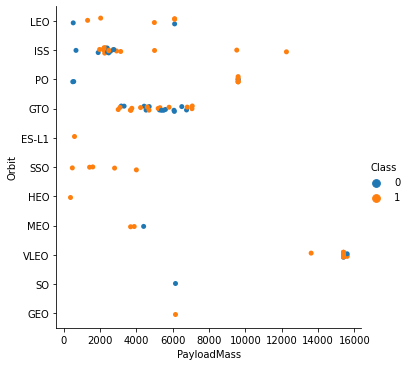 LEO
ISS
PO
GTO
ES-L1
SSO
HEO
MEO
VLEO
SO
GEO
Orbit
0 2000 4000 6000 8000 10000 12000 14000 16000
PayloadMass
Class
0
1